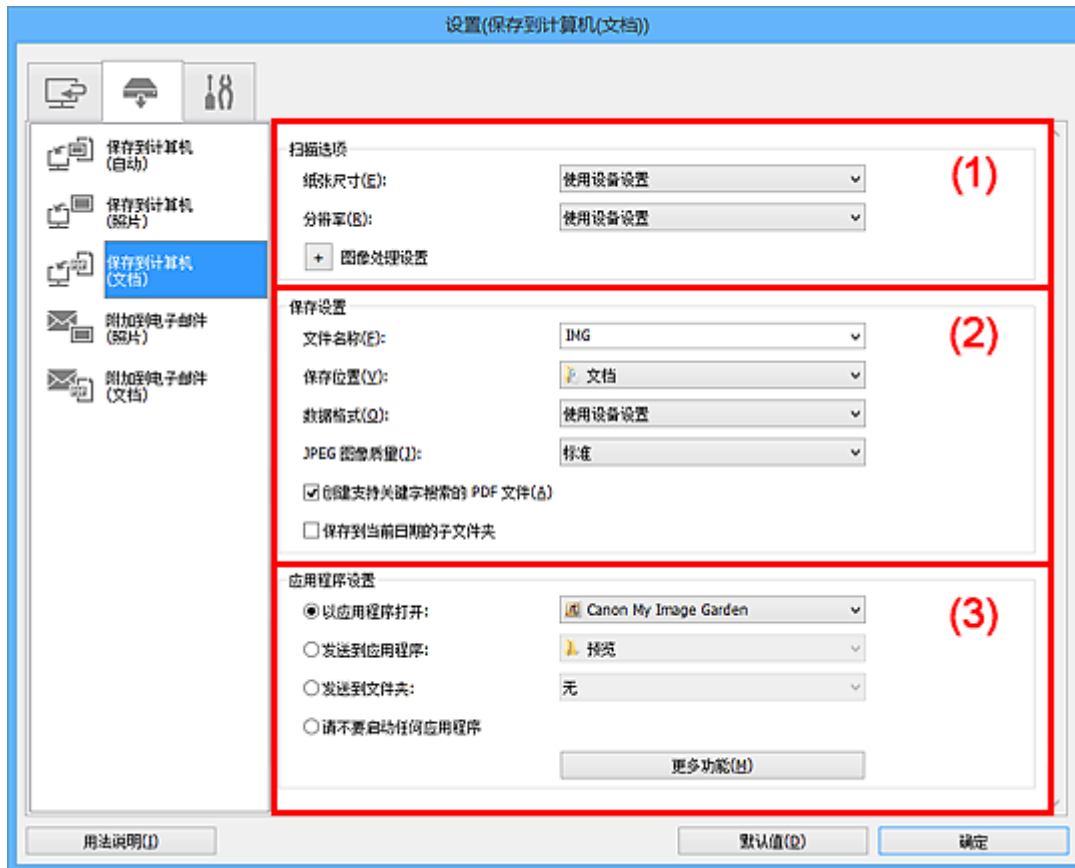 设置(保存到计算机(文档))
保存到计算机
(自动)
保存到计算机
(照片)
保存到计算机
(文档)
附加到电子邮件
(照片)
附加到电子邮件
(文档)
扫描选项
(1)
纸张尺寸(E): 使用设备设置
分辨率(R): 使用设备设置
+ 图像处理设置
保存设置
(2)
文件名称(F): IMG
保存位置(V): 文档
数据格式(O): 使用设备设置
JPEG 图像质量(J): 标准
创建支持关键字搜索的 PDF 文件(A)
保存到当前日期的子文件夹
应用程序设置
(3)
以应用程序打开: Canon My Image Garden
发送到应用程序: 预览
发送到文件夹: 无
请不要启动任何应用程序
更多功能(M)
用法说明(I) 默认值(D) 确定